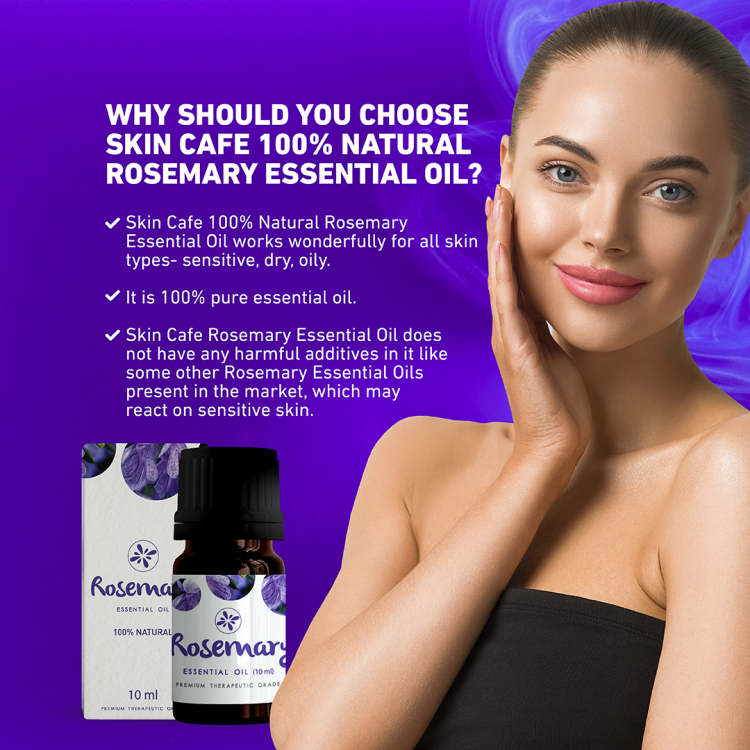 WHY SHOULD YOU CHOOSE
SKIN CAFE 100% NATURAL
ROSEMARY ESSENTIAL OIL?
Skin Cafe 100% Natural Rosemary
Essential Oil works wonderfully for all skin
types- sensitive, dry, oily.
It is 100% pure essential oil.
Skin Cafe Rosemary Essential Oil does
not have any harmful additives in it like
some other Rosemary Essential Oils
present in the market, which may
react on sensitive skin.
Rosema
ESSENTIAL OIL
100% NATURAL
10 ml
PREMIUM THERAPEUTIC
Rosemary
ESSENTIAL OIL (10 ml)
PREMIUM THERAPEUTIC GRADE